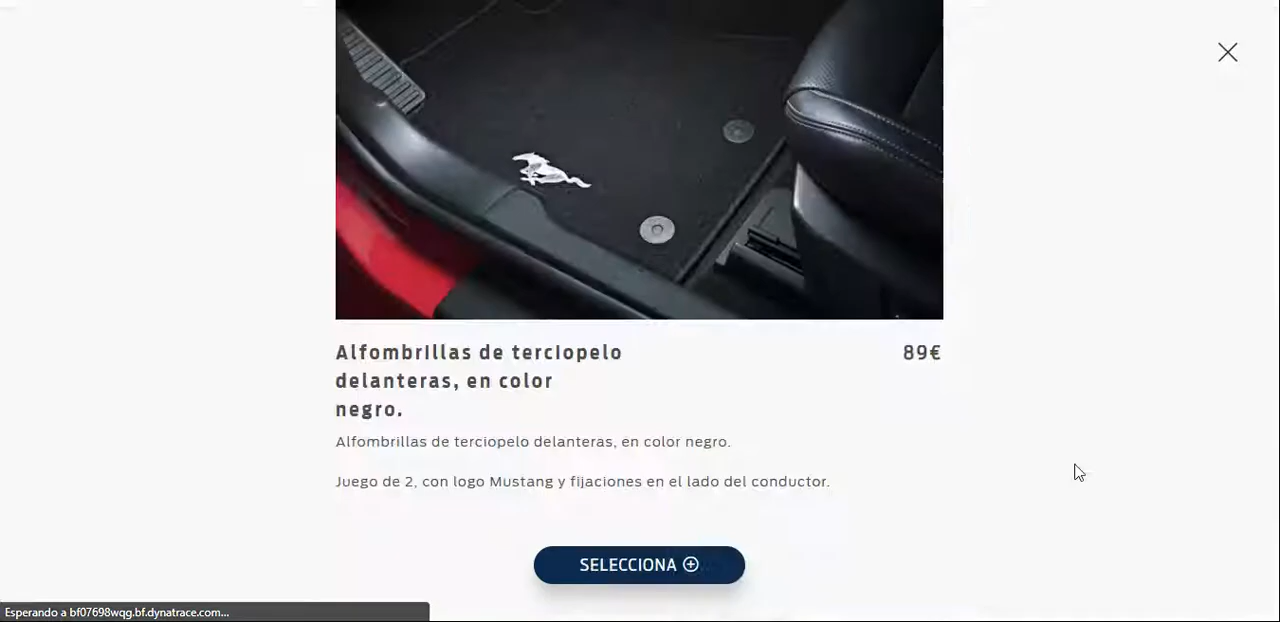 Alfombrillas de terciopelo delanteras, en color negro.
89€
Alfombrillas de terciopelo delanteras, en color negro.
Juego de 2, con logo Mustang y fijaciones en el lado del conductor.
SELECCIONA
Esperando a bf07698wqg.bf.dynatrace.com...